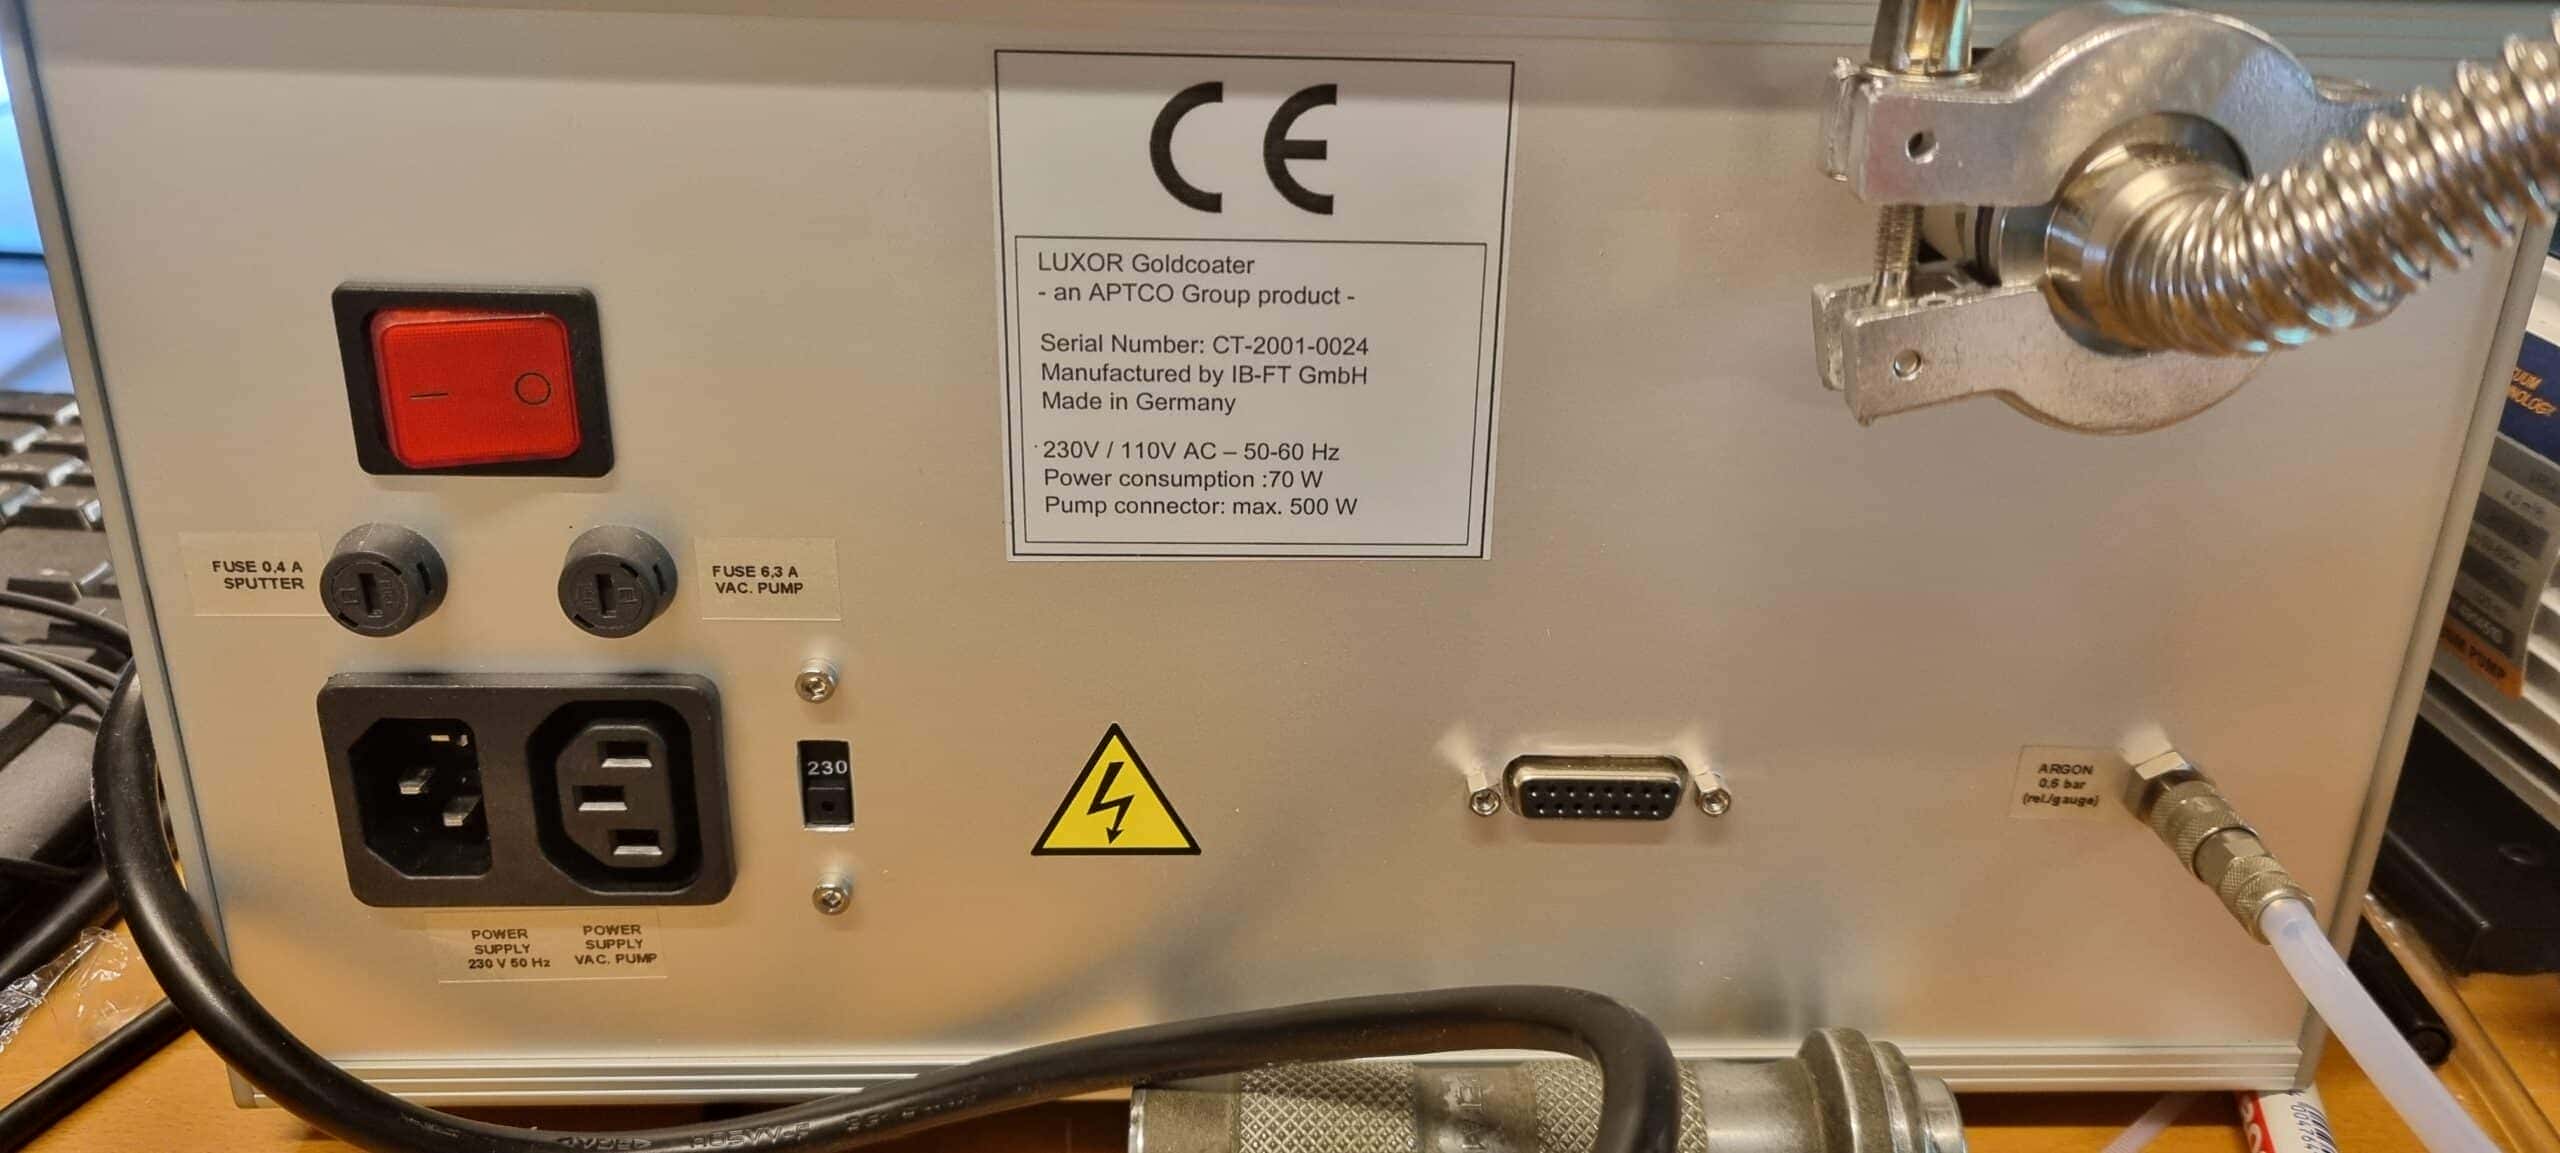 CE
LUXOR Goldcoater
- an APTCO Group product -
Serial Number: CT-2001-0024
Manufactured by IB-FT GmbH
Made in Germany
230V / 110V AC – 50-60 Hz
Power consumption :70 W
Pump connector: max. 500 W
FUSE 0,4 A
SPUTTER
FUSE 6,3 A
VAC. PUMP
230
POWER
SUPPLY
230 V 50 Hz
POWER
SUPPLY
VAC. PUMP
ARGON
0,5 bar
(rel./gauge)
PUMP